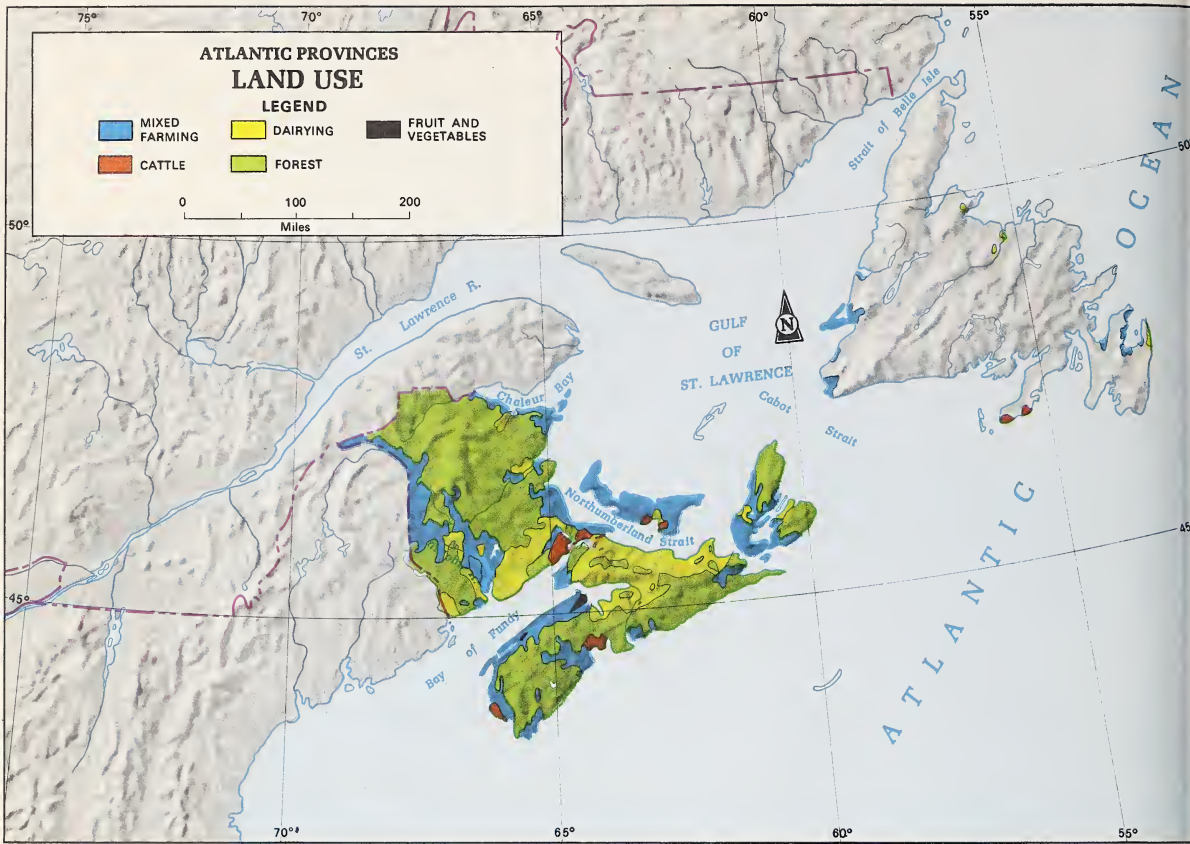 75°
70°
65°
60°
55°
ATLANTIC PROVINCES
LAND USE
LEGEND
MIXED
FARMING
DAIRYING
FRUIT AND
VEGETABLES
CATTLE
FOREST
0 100 200
Miles
50°
50°
Strait of Belle Isle
St. Lawrence R.
GULF
OF
ST. LAWRENCE
N
Chaleur Bay
Cabot
Strait
Northumberland Strait
45°
45°
Bay of Fundy
ATLANTIC
OCEAN
70°
65°
60°
55°